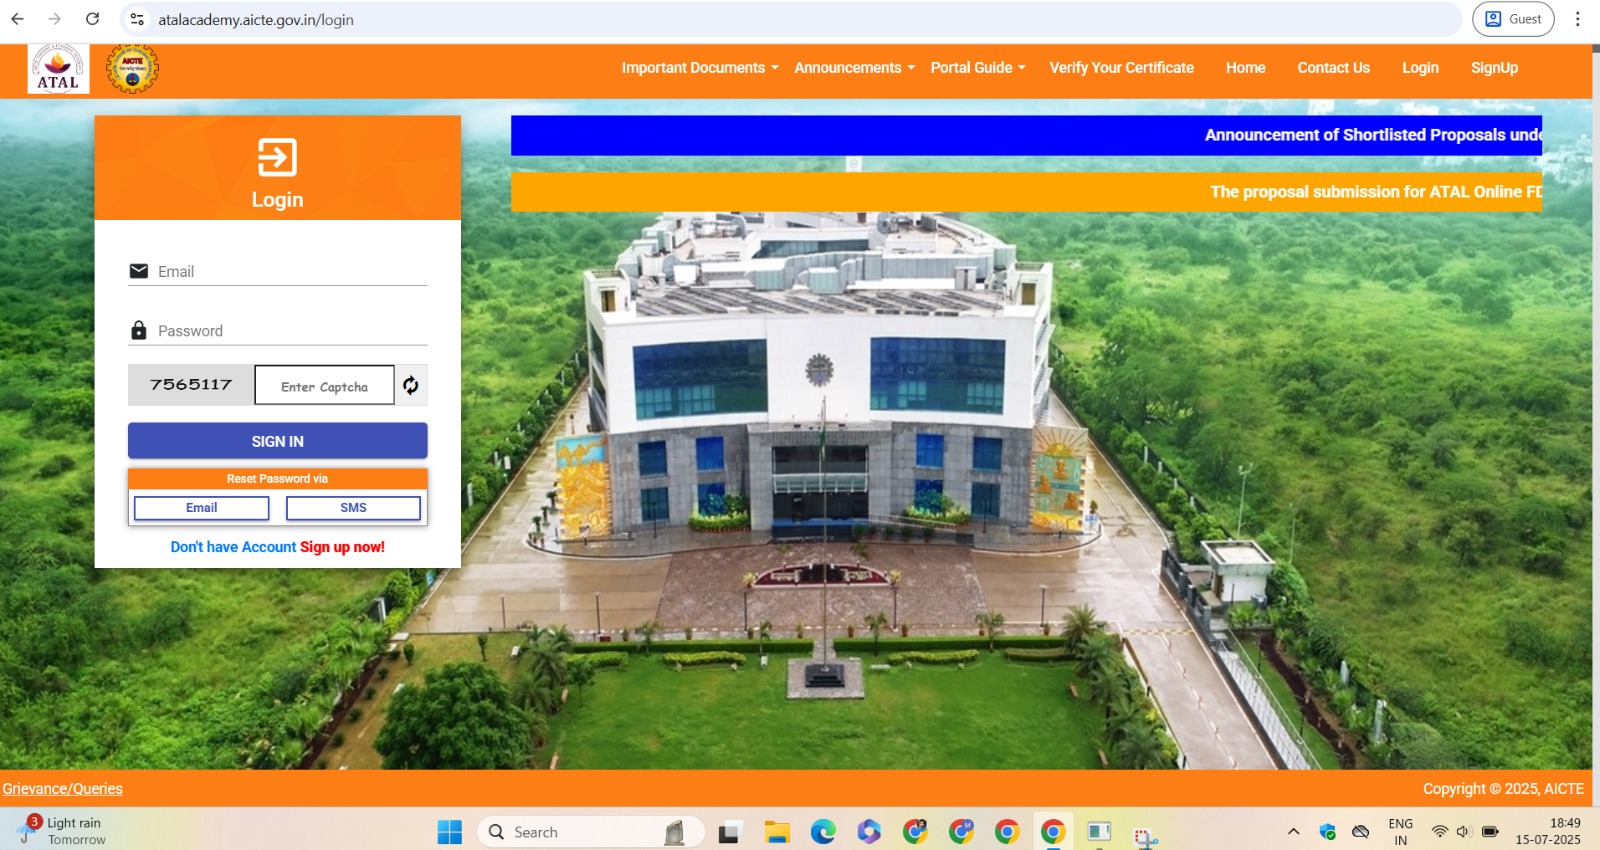 atalacademy.aicte.gov.in/login
Guest
ATAL
AICTE
Important Documents
Announcements
Portal Guide
Verify Your Certificate
Home
Contact Us
Login
SignUp
Announcement of Shortlisted Proposals
The proposal submission for ATAL Online
Login
Email
Password
7565117
Enter Captcha
SIGN IN
Reset Password via
Email
SMS
Don't have Account Sign up now!
Grievance/Queries
Copyright © 2025, AICTE
3
Light rain
Tomorrow
Search
ENG
IN
18:49
15-07-2025